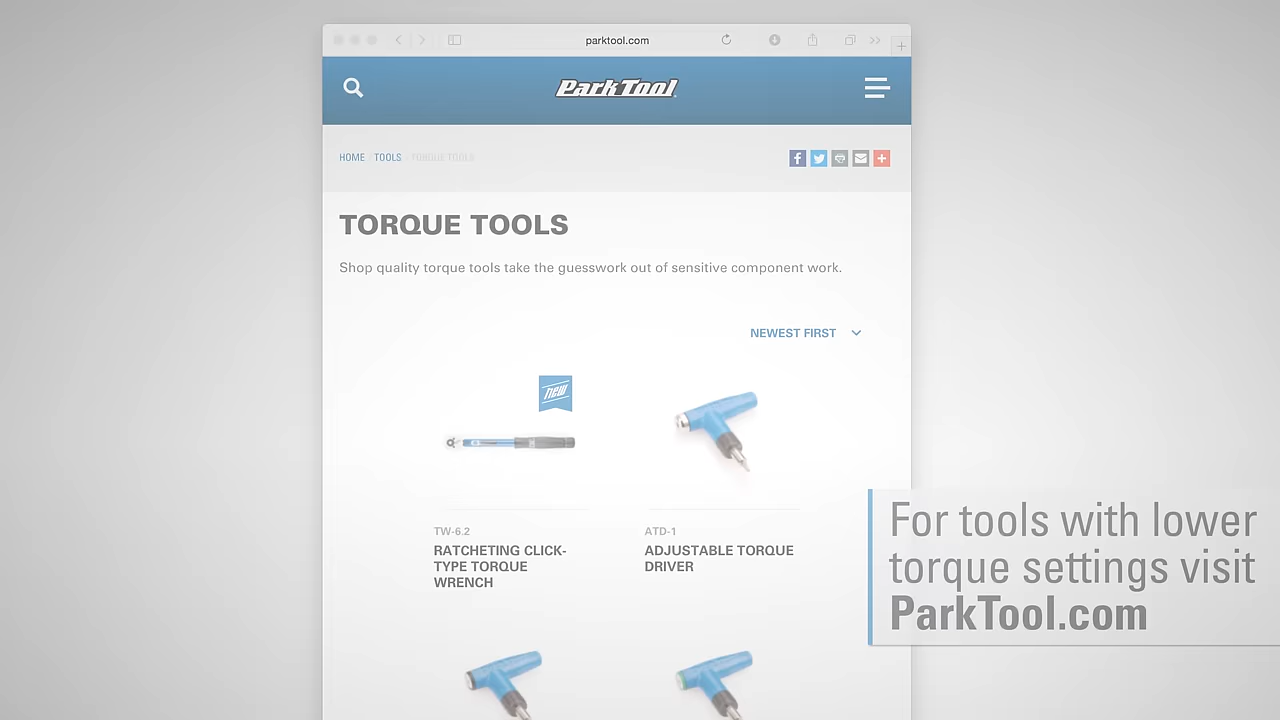 parktool.com
Park Tool
HOME / TOOLS / TORQUE TOOLS
TORQUE TOOLS
Shop quality torque tools take the guesswork out of sensitive component work.
NEWEST FIRST
new
TW-6.2
RATCHETING CLICK-
TYPE TORQUE
WRENCH
ATD-1
ADJUSTABLE TORQUE
DRIVER
For tools with lower
torque settings visit
ParkTool.com